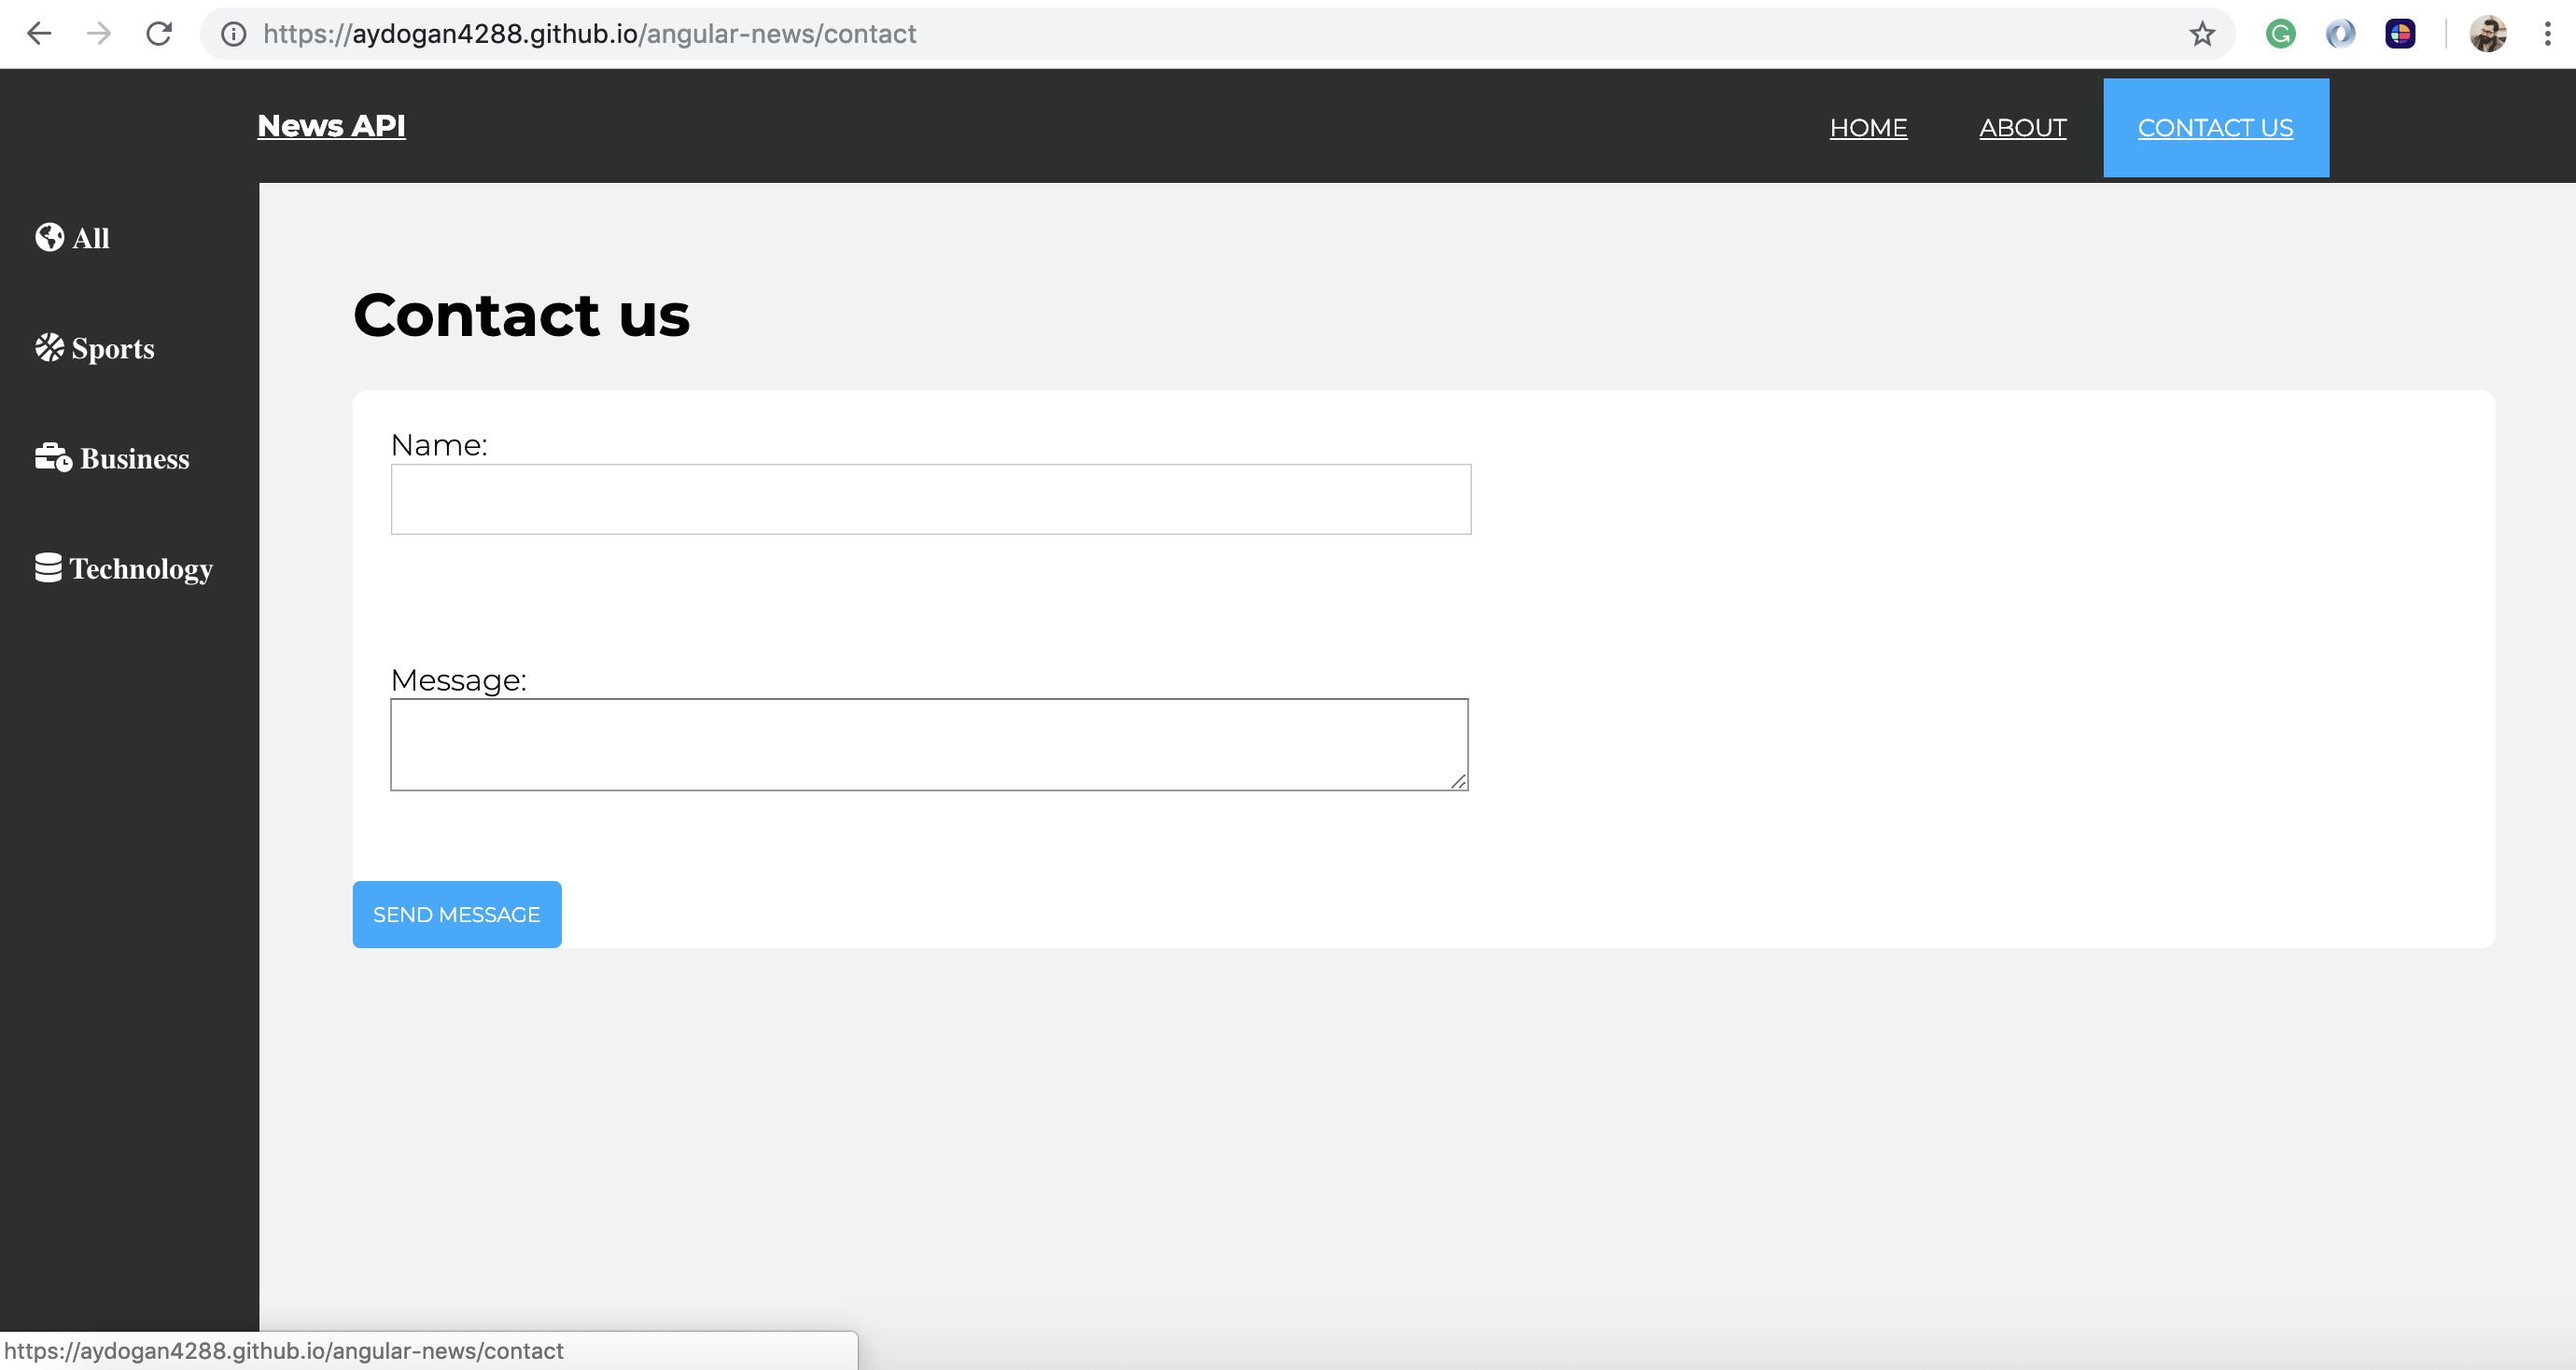 https://aydogan4288.github.io/angular-news/contact
News API
HOME ABOUT CONTACT US
All
Sports
Business
Technology
Contact us
Name:
Message:
SEND MESSAGE
https://aydogan4288.github.io/angular-news/contact